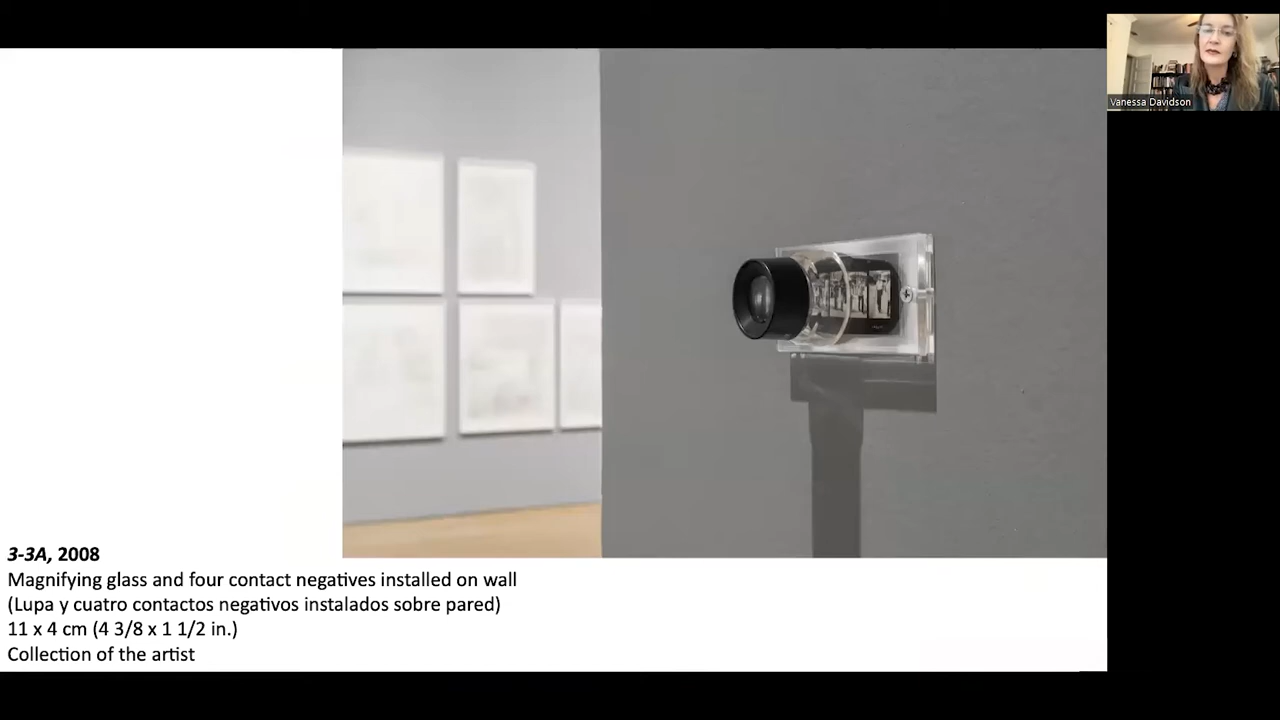 Vanessa Davidson
3-3A, 2008
Magnifying glass and four contact negatives installed on wall
(Lupa y cuatro contactos negativos instalados sobre pared)
11 x 4 cm (4 3/8 x 1 1/2 in.)
Collection of the artist